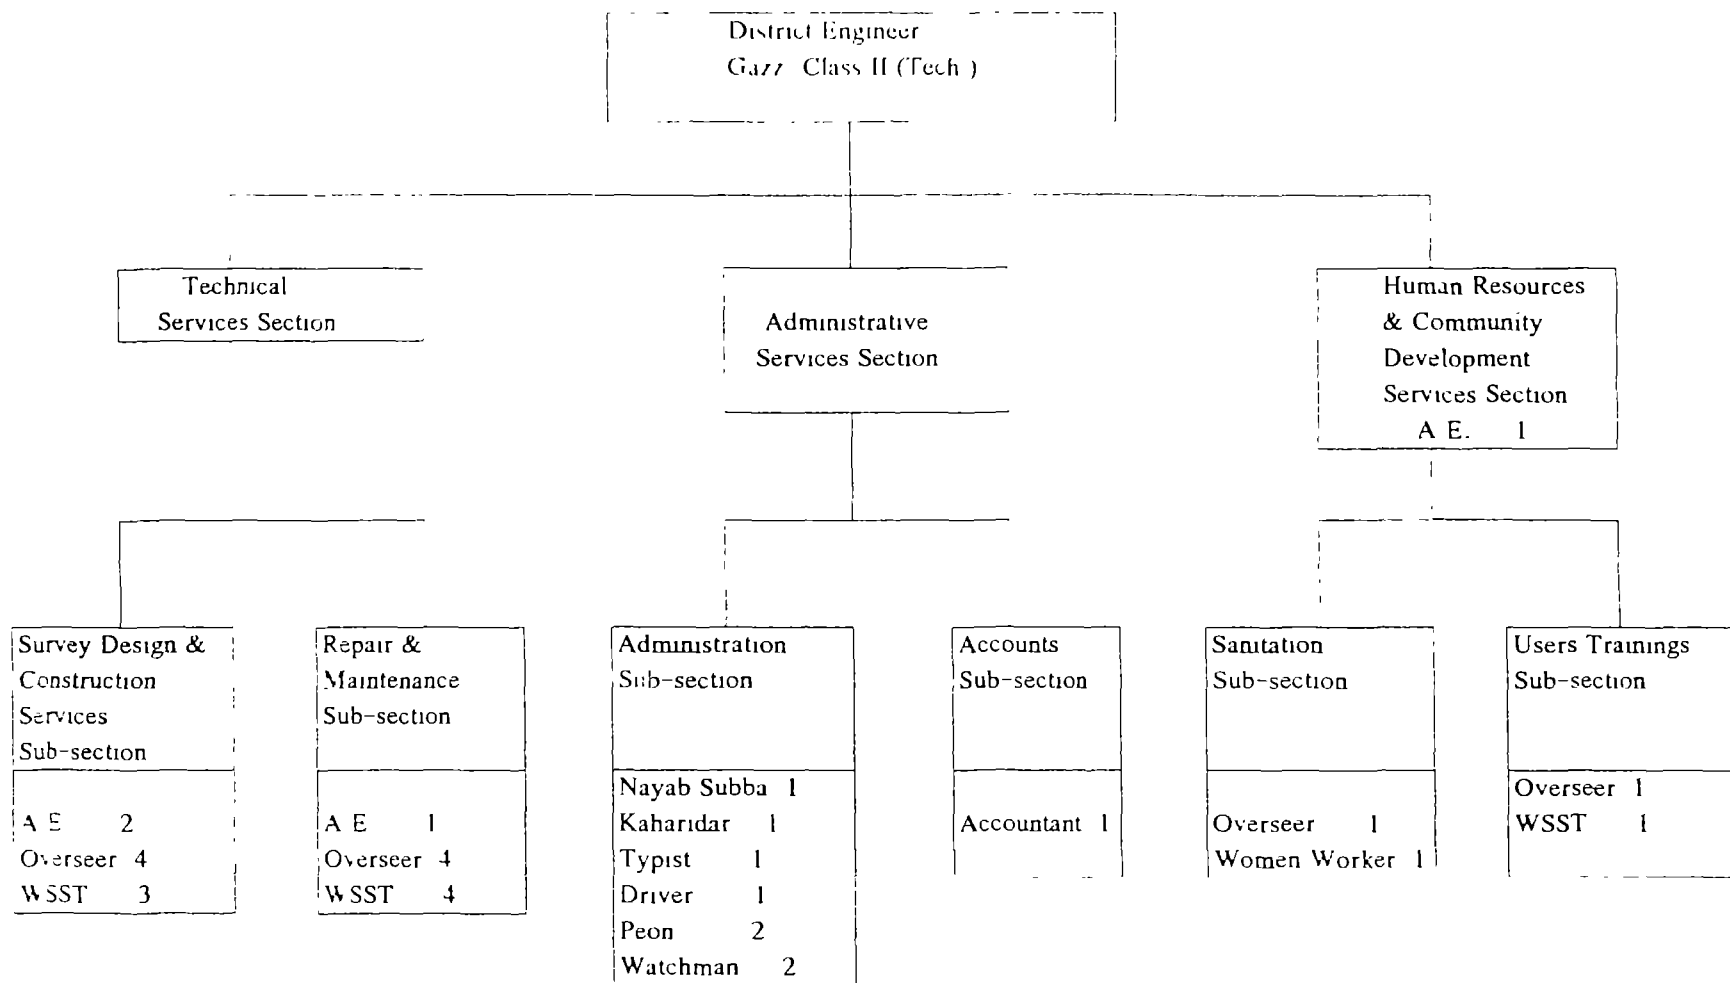 District Engineer
Gazz. Class II (Tech.)
Technical
Services Section
Administrative
Services Section
Human Resources
& Community
Development
Services Section
A E. 1
Survey Design &
Construction
Services
Sub-section
A E 2
Overseer 4
WSST 3
Repair &
Maintenance
Sub-section
A E 1
Overseer 4
WSST 4
Administration
Sub-section
Nayab Subba 1
Kaharidar 1
Typist 1
Driver 1
Peon 2
Watchman 2
Accounts
Sub-section
Accountant 1
Sanitation
Sub-section
Overseer 1
Women Worker 1
Users Trainings
Sub-section
Overseer 1
WSST 1